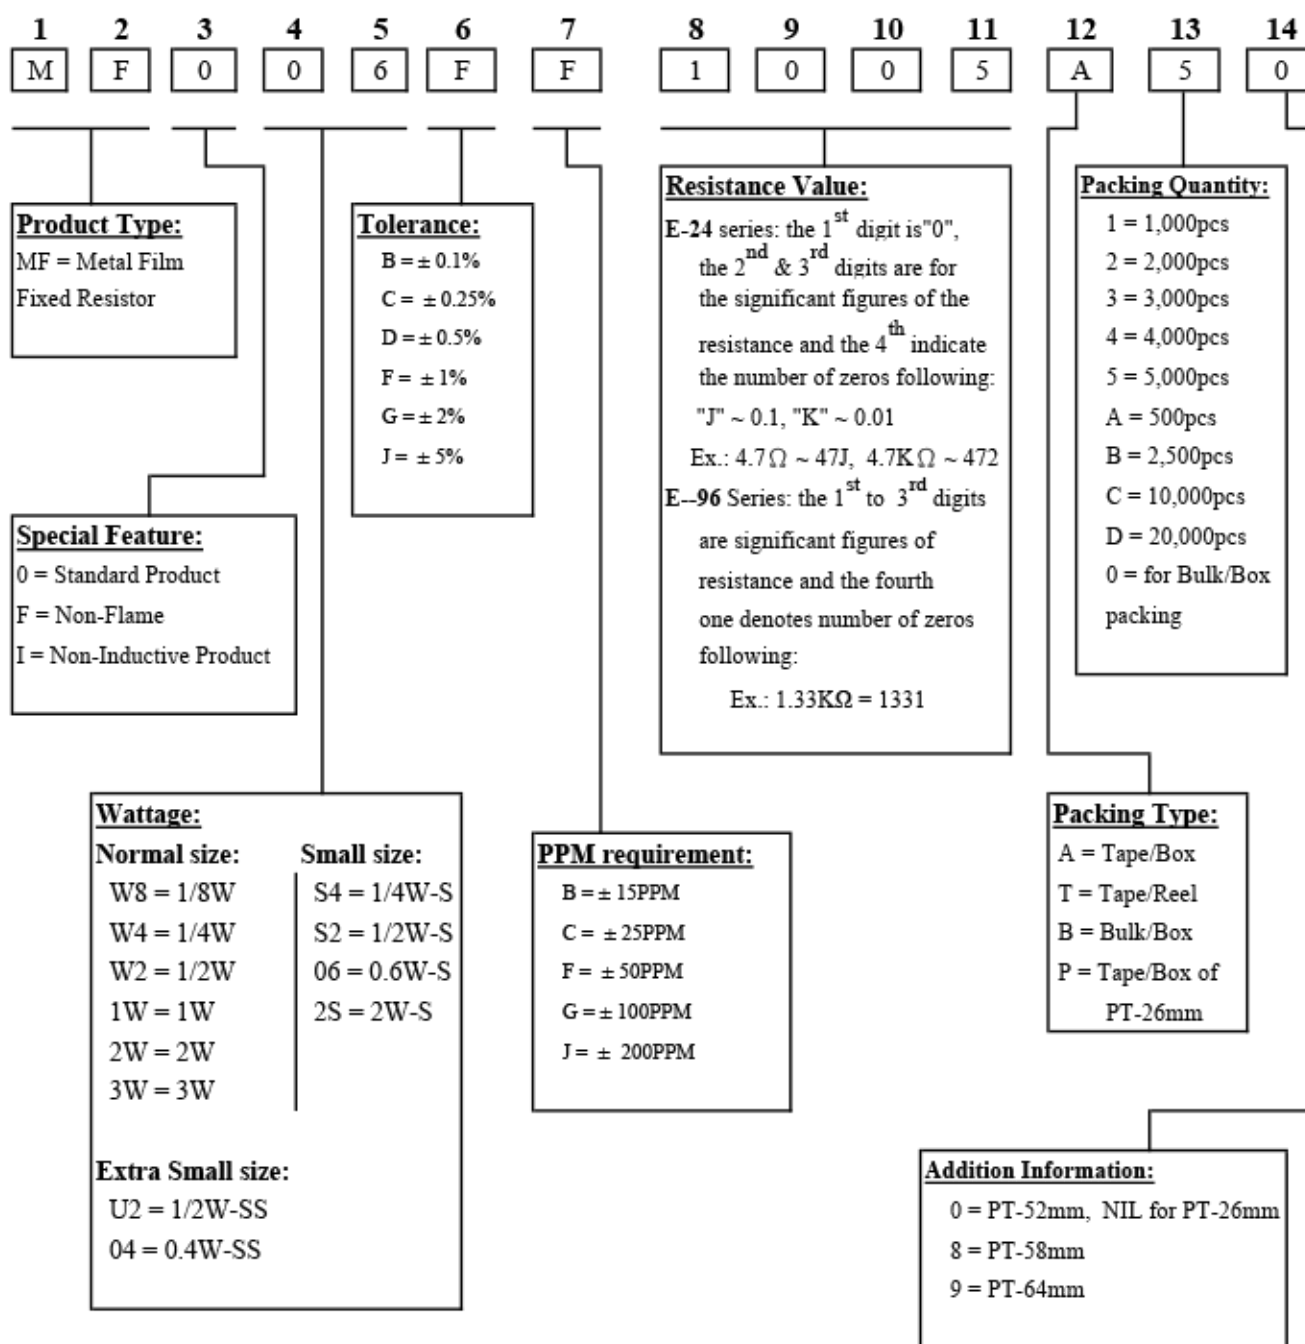 1 2 3 4 5 6 7 8 9 10 11 12 13 14
M F 0 0 6 F F 1 0 0 5 A 5 0
Product Type:
MF = Metal Film
Fixed Resistor
Special Feature:
0 = Standard Product
F = Non-Flame
I = Non-Inductive Product
Wattage:
Normal size: Small size:
W8 = 1/8W S4 = 1/4W-S
W4 = 1/4W S2 = 1/2W-S
W2 = 1/2W 06 = 0.6W-S
1W = 1W 2S = 2W-S
2W = 2W
3W = 3W
Extra Small size:
U2 = 1/2W-SS
04 = 0.4W-SS
Tolerance:
B = ± 0.1%
C = ± 0.25%
D = ± 0.5%
F = ± 1%
G = ± 2%
J = ± 5%
PPM requirement:
B = ± 15PPM
C = ± 25PPM
F = ± 50PPM
G = ± 100PPM
J = ± 200PPM
Resistance Value:
E-24 series: the 1st digit is"0",
the 2nd & 3rd digits are for
the significant figures of the
resistance and the 4th indicate
the number of zeros following:
"J" ~ 0.1, "K" ~ 0.01
Ex.: 4.7Ω ~ 47J, 4.7KΩ ~ 472
E--96 Series: the 1st to 3rd digits
are significant figures of
resistance and the fourth
one denotes number of zeros
following:
Ex.: 1.33KΩ = 1331
Packing Type:
A = Tape/Box
T = Tape/Reel
B = Bulk/Box
P = Tape/Box of
PT-26mm
Packing Quantity:
1 = 1,000pcs
2 = 2,000pcs
3 = 3,000pcs
4 = 4,000pcs
5 = 5,000pcs
A = 500pcs
B = 2,500pcs
C = 10,000pcs
D = 20,000pcs
0 = for Bulk/Box
packing
Addition Information:
0 = PT-52mm, NIL for PT-26mm
8 = PT-58mm
9 = PT-64mm